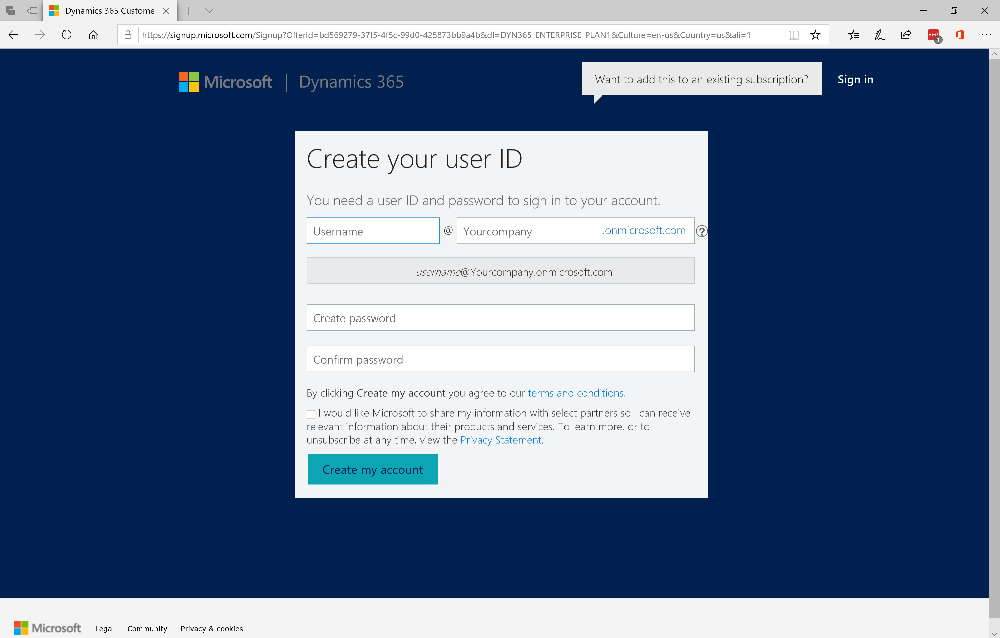 Dynamics 365 Custome
https://signup.microsoft.com/Signup?OfferId=bd569279-37f5-4f5c-99d0-425873bb9a4b&dl=DYN365_ENTERPRISE_PLAN1&Culture=en-us&Country=us&ali=1
1
Microsoft | Dynamics 365
Want to add this to an existing subscription?
Sign in
Create your user ID
You need a user ID and password to sign in to your account.
Username @ Yourcompany .onmicrosoft.com ?
username@Yourcompany.onmicrosoft.com
Create password
Confirm password
By clicking Create my account you agree to our terms and conditions.
I would like Microsoft to share my information with select partners so I can receive
relevant information about their products and services. To learn more, or to
unsubscribe at any time, view the Privacy Statement.
Create my account
Microsoft Legal Community Privacy & cookies